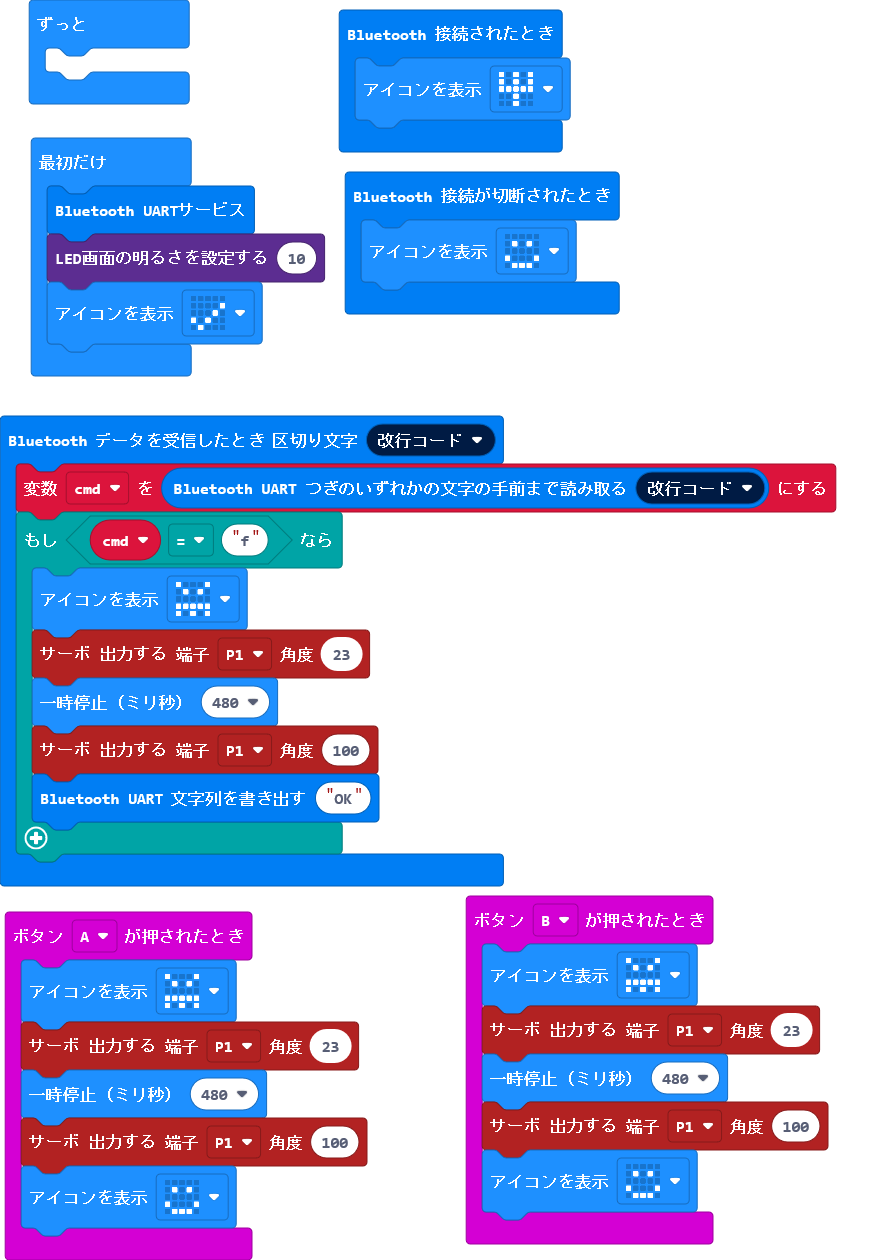 ずっと
Bluetooth 接続されたとき
アイコンを表示
最初だけ
Bluetooth UARTサービス
LED画面の明るさを設定する 10
アイコンを表示
Bluetooth 接続が切断されたとき
アイコンを表示
Bluetooth データを受信したとき 区切り文字 改行コード
変数 cmd を Bluetooth UART つぎのいずれかの文字の手前まで読み取る 改行コード にする
もし cmd = "f" なら
アイコンを表示
サーボ 出力する 端子 P1 角度 23
一時停止（ミリ秒） 480
サーボ 出力する 端子 P1 角度 100
Bluetooth UART 文字列を書き出す "OK"
ボタン A が押されたとき
アイコンを表示
サーボ 出力する 端子 P1 角度 23
一時停止（ミリ秒） 480
サーボ 出力する 端子 P1 角度 100
アイコンを表示
ボタン B が押されたとき
アイコンを表示
サーボ 出力する 端子 P1 角度 23
一時停止（ミリ秒） 480
サーボ 出力する 端子 P1 角度 100
アイコンを表示